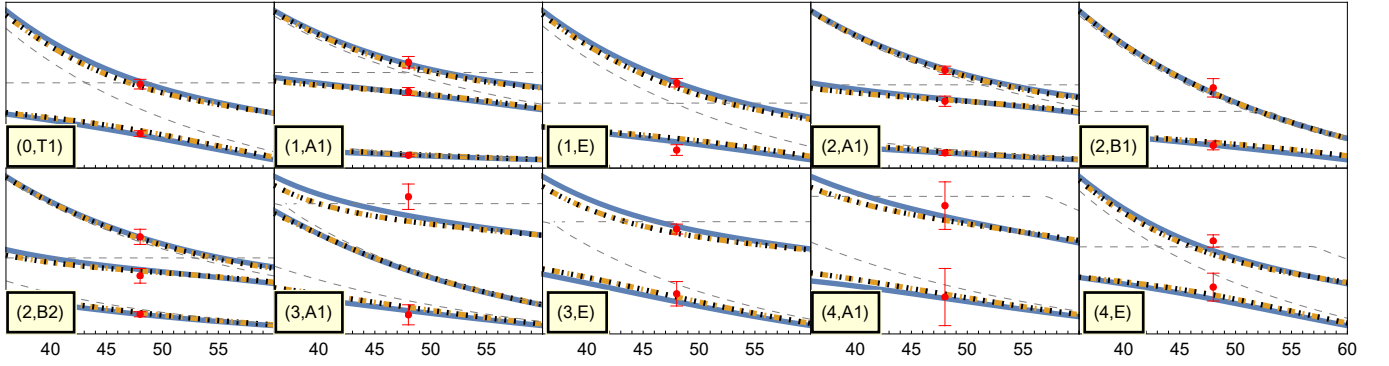 (0,T1) (1,A1) (1,E) (2,A1) (2,B1)
(2,B2) (3,A1) (3,E) (4,A1) (4,E)
40 45 50 55 40 45 50 55 40 45 50 55 40 45 50 55 40 45 50 55 60